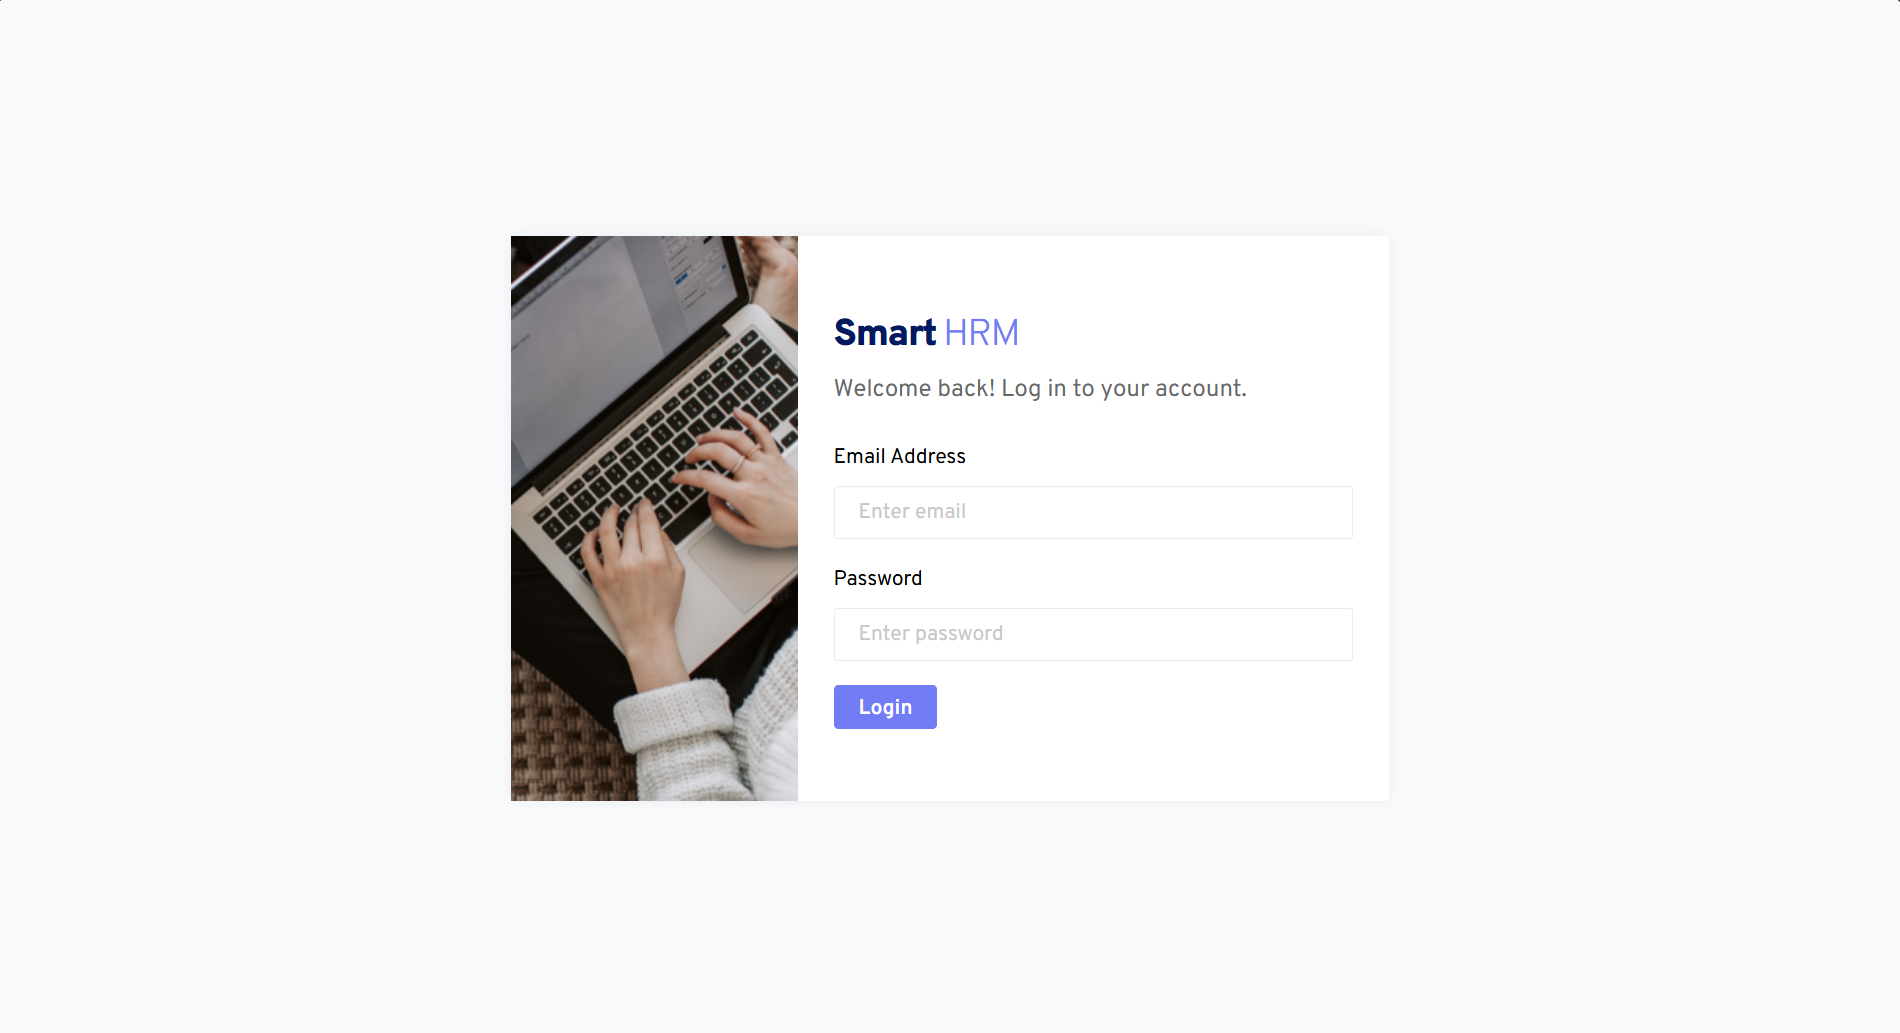 Smart HRM
Welcome back! Log in to your account.
Email Address
Enter email
Password
Enter password
Login